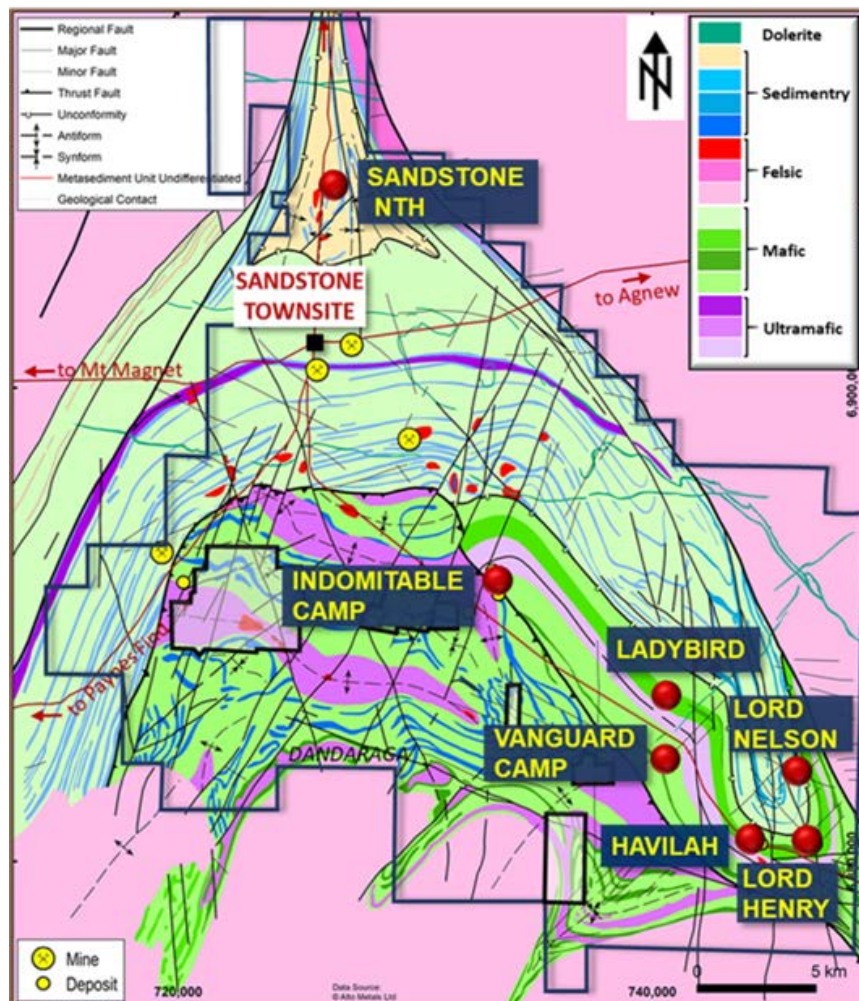 Regional Fault
Major Fault
Minor Fault
Thrust Fault
Unconformity
Antiform
Synform
Metasediment Unit Undifferentiated
Geological Contact
N
Dolerite
Sedimentry
Felsic
Mafic
Ultramafic
SANDSTONE
NTH
SANDSTONE
TOWNSITE
to Agnew
to Mt Magnet
6,900,00
INDOMITABLE
CAMP
LADYBIRD
to Paynes Find
LORD
NELSON
VANGUARD
CAMP
DANDARAGA
HAVILAH
LORD
HENRY
Mine
Deposit
720,000
Data Source:
© Alto Metals Ltd
740,000
0
5 km